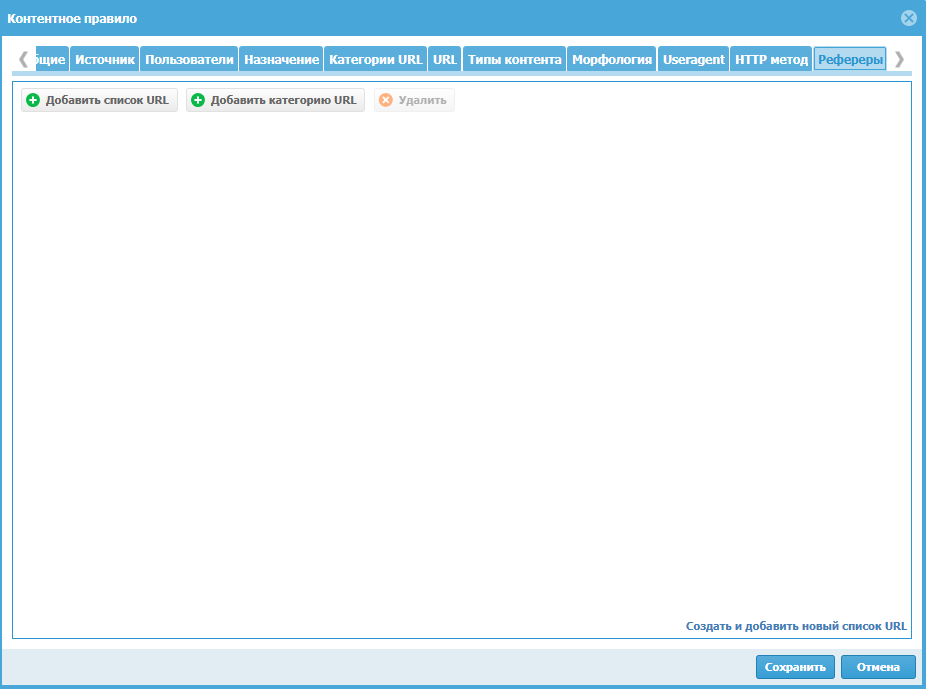 Контентное правило
бщие Источник Пользователи Назначение Категории URL URL Типы контента Морфология Useragent HTTP метод Рефереры
Добавить список URL Добавить категорию URL Удалить
Создать и добавить новый список URL
Сохранить Отмена